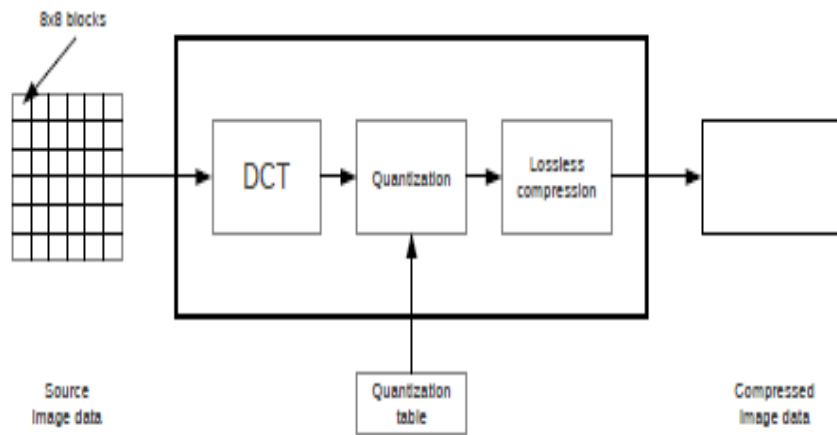 8x8 blocks
DCT
Quantization
Lossless
compression
Quantization
table
Source
image data
Compressed
image data